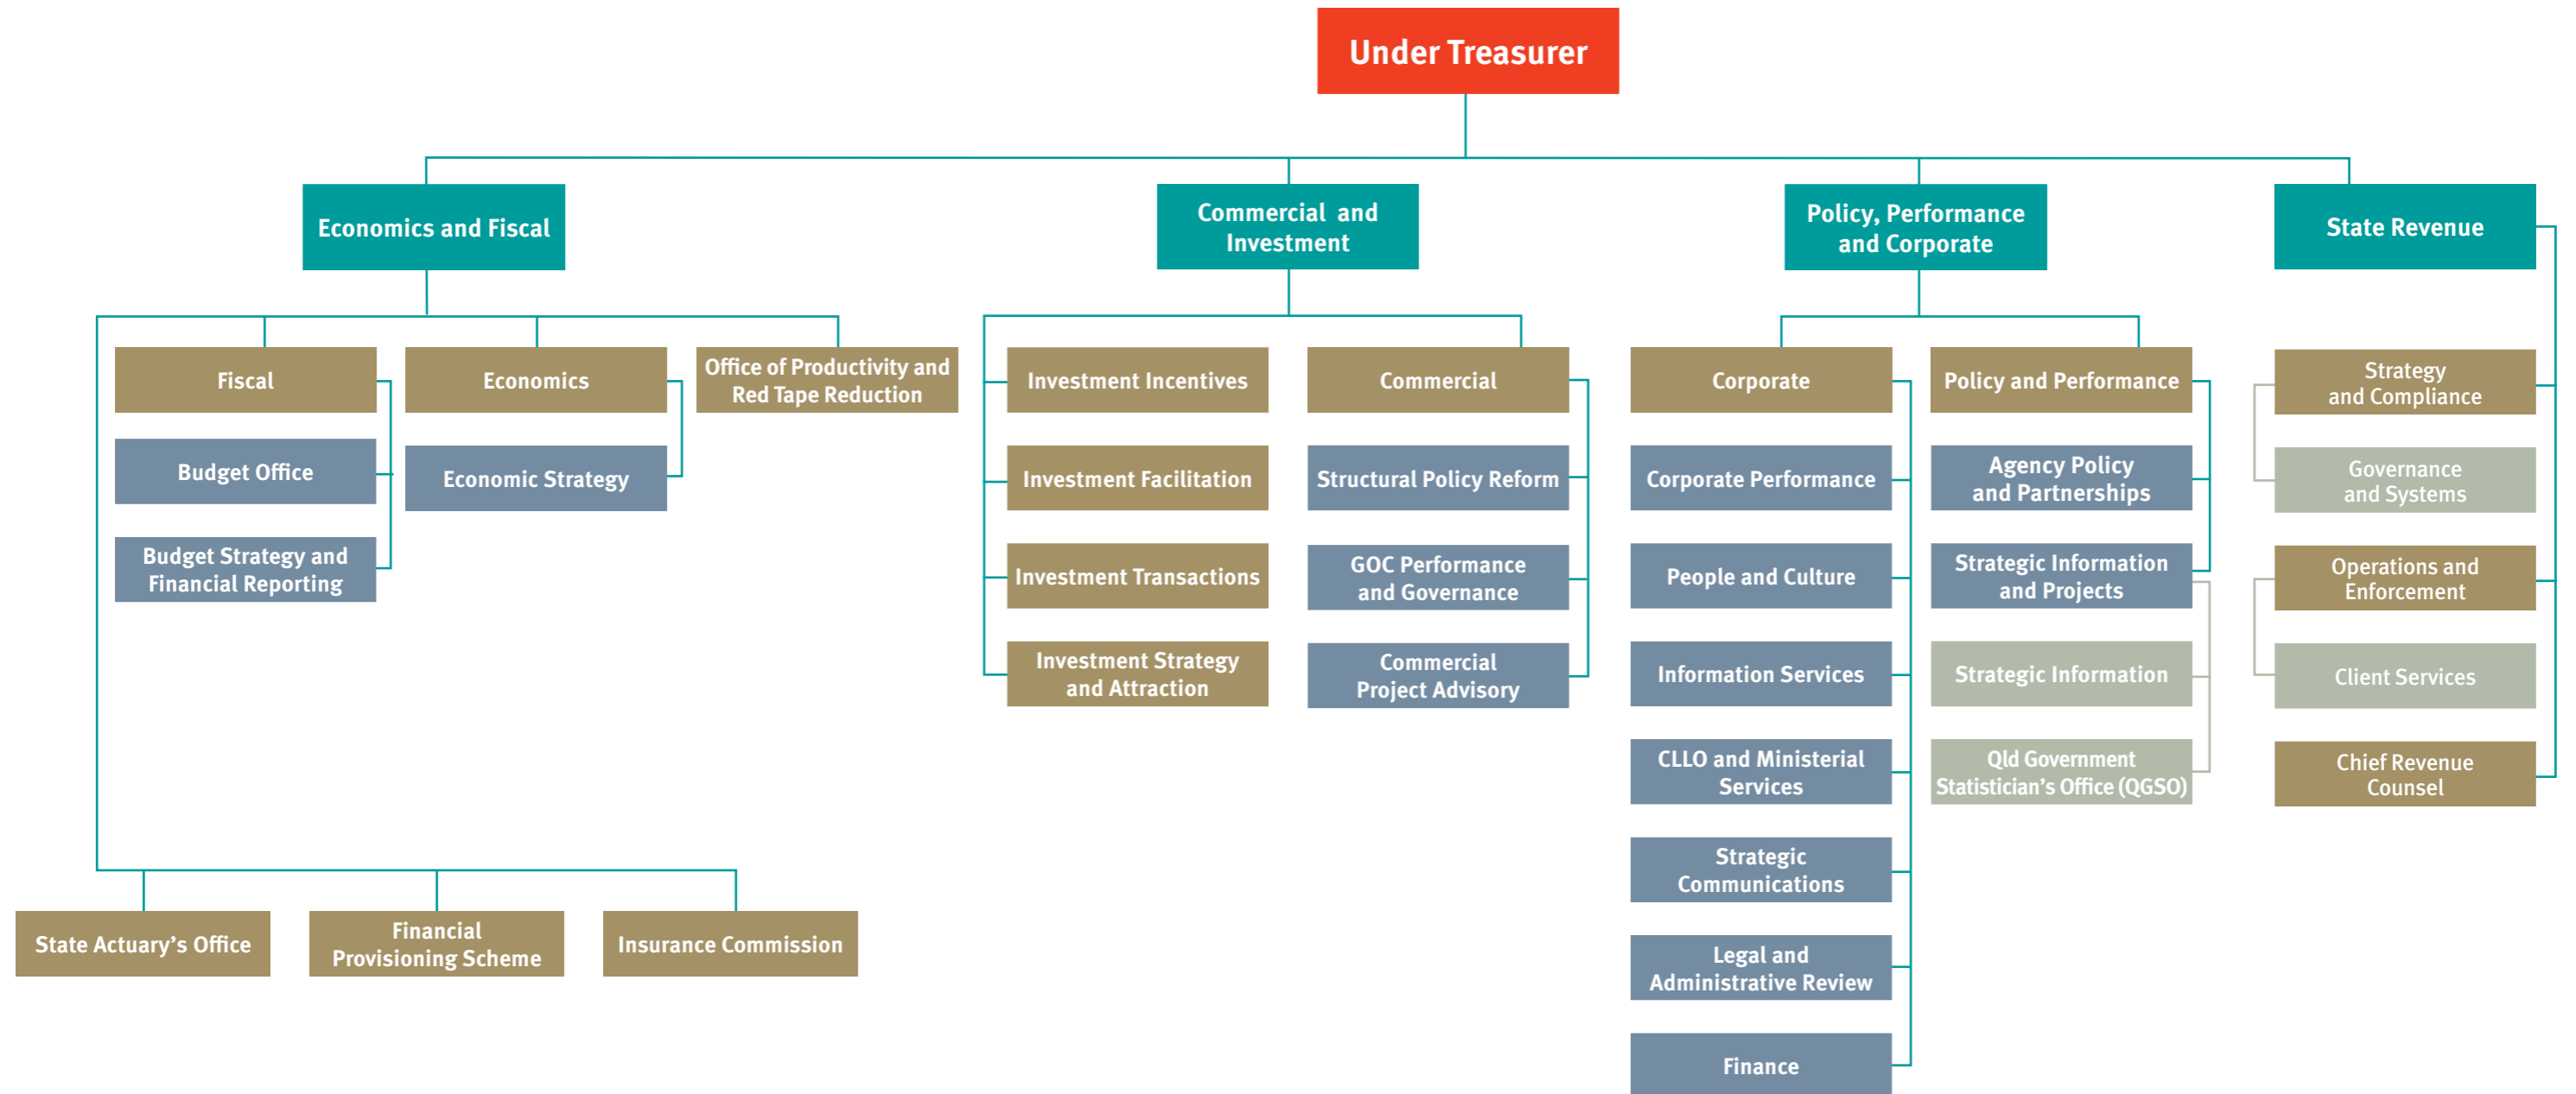 Under Treasurer
Economics and Fiscal
Commercial and
Investment
Policy, Performance
and Corporate
State Revenue
Fiscal
Budget Office
Budget Strategy and
Financial Reporting
Economics
Economic Strategy
Office of Productivity and
Red Tape Reduction
State Actuary’s Office
Financial
Provisioning Scheme
Insurance Commission
Investment Incentives
Investment Facilitation
Investment Transactions
Investment Strategy
and Attraction
Commercial
Structural Policy Reform
GOC Performance
and Governance
Commercial
Project Advisory
Corporate
Corporate Performance
People and Culture
Information Services
CLLO and Ministerial
Services
Strategic
Communications
Legal and
Administrative Review
Finance
Policy and Performance
Agency Policy
and Partnerships
Strategic Information
and Projects
Strategic Information
Qld Government
Statistician’s Office (QGSO)
Strategy
and Compliance
Governance
and Systems
Operations and
Enforcement
Client Services
Chief Revenue
Counsel